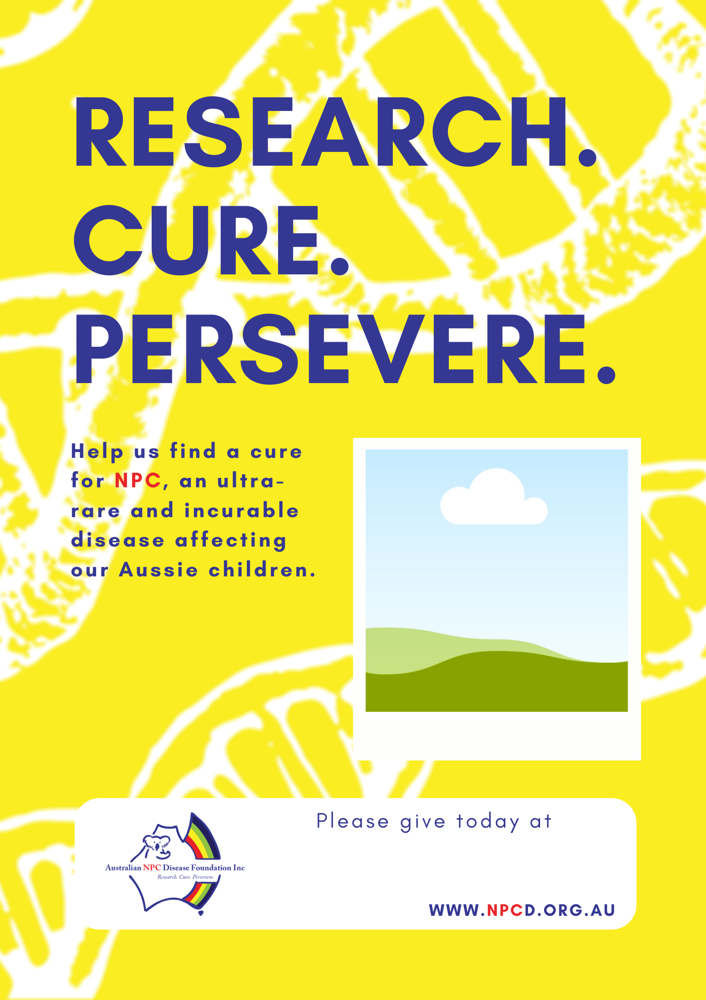 RESEARCH.
CURE.
PERSEVERE.
Help us find a cure
for NPC, an ultra-
rare and incurable
disease affecting
our Aussie children.
Please give today at
Australian NPC Disease Foundation Inc
Research. Cure. Persevere.
WWW.NPCD.ORG.AU